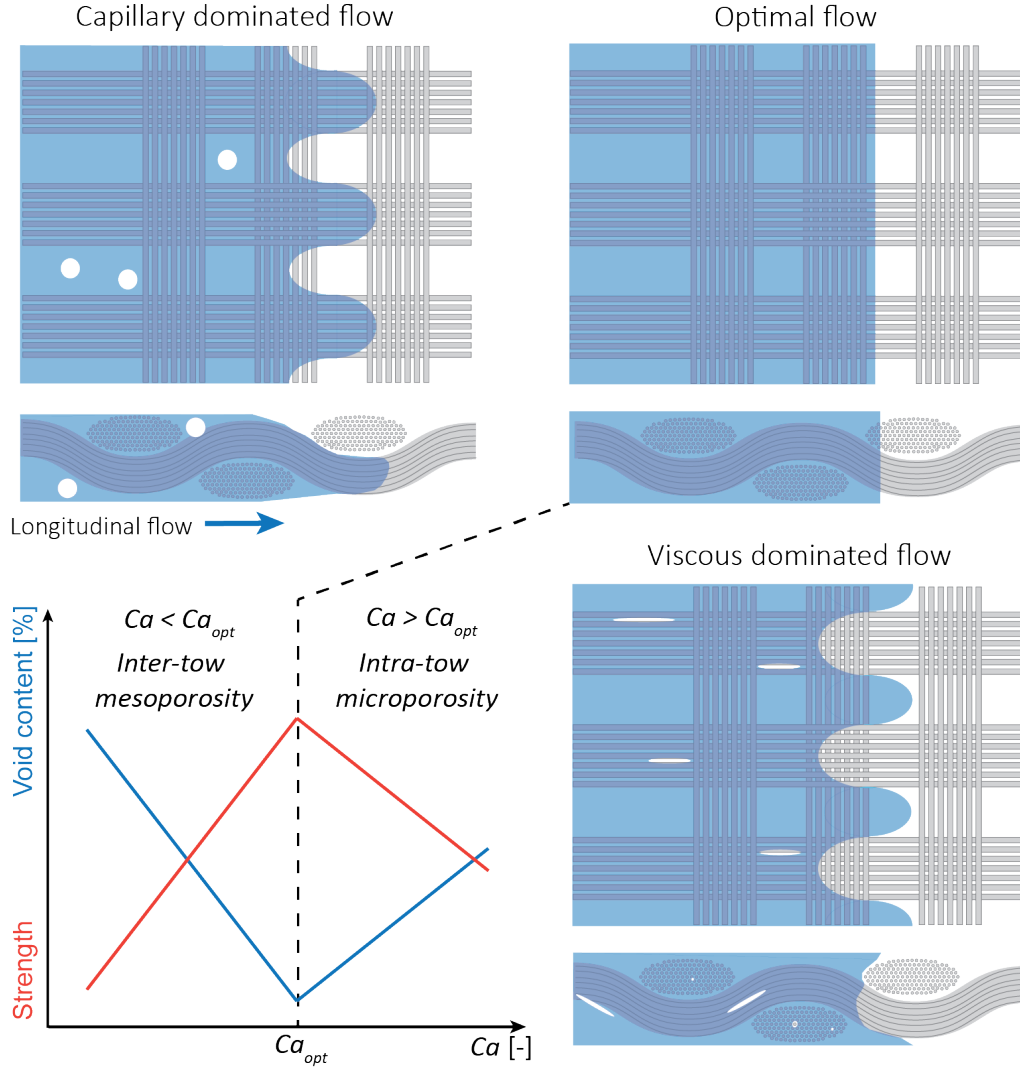 Capillary dominated flow
Optimal flow
Longitudinal flow
Viscous dominated flow
Void content [%]
Strength
Ca < Ca_opt
Inter-tow
mesoporosity
Ca > Ca_opt
Intra-tow
microporosity
Ca_opt
Ca [-]